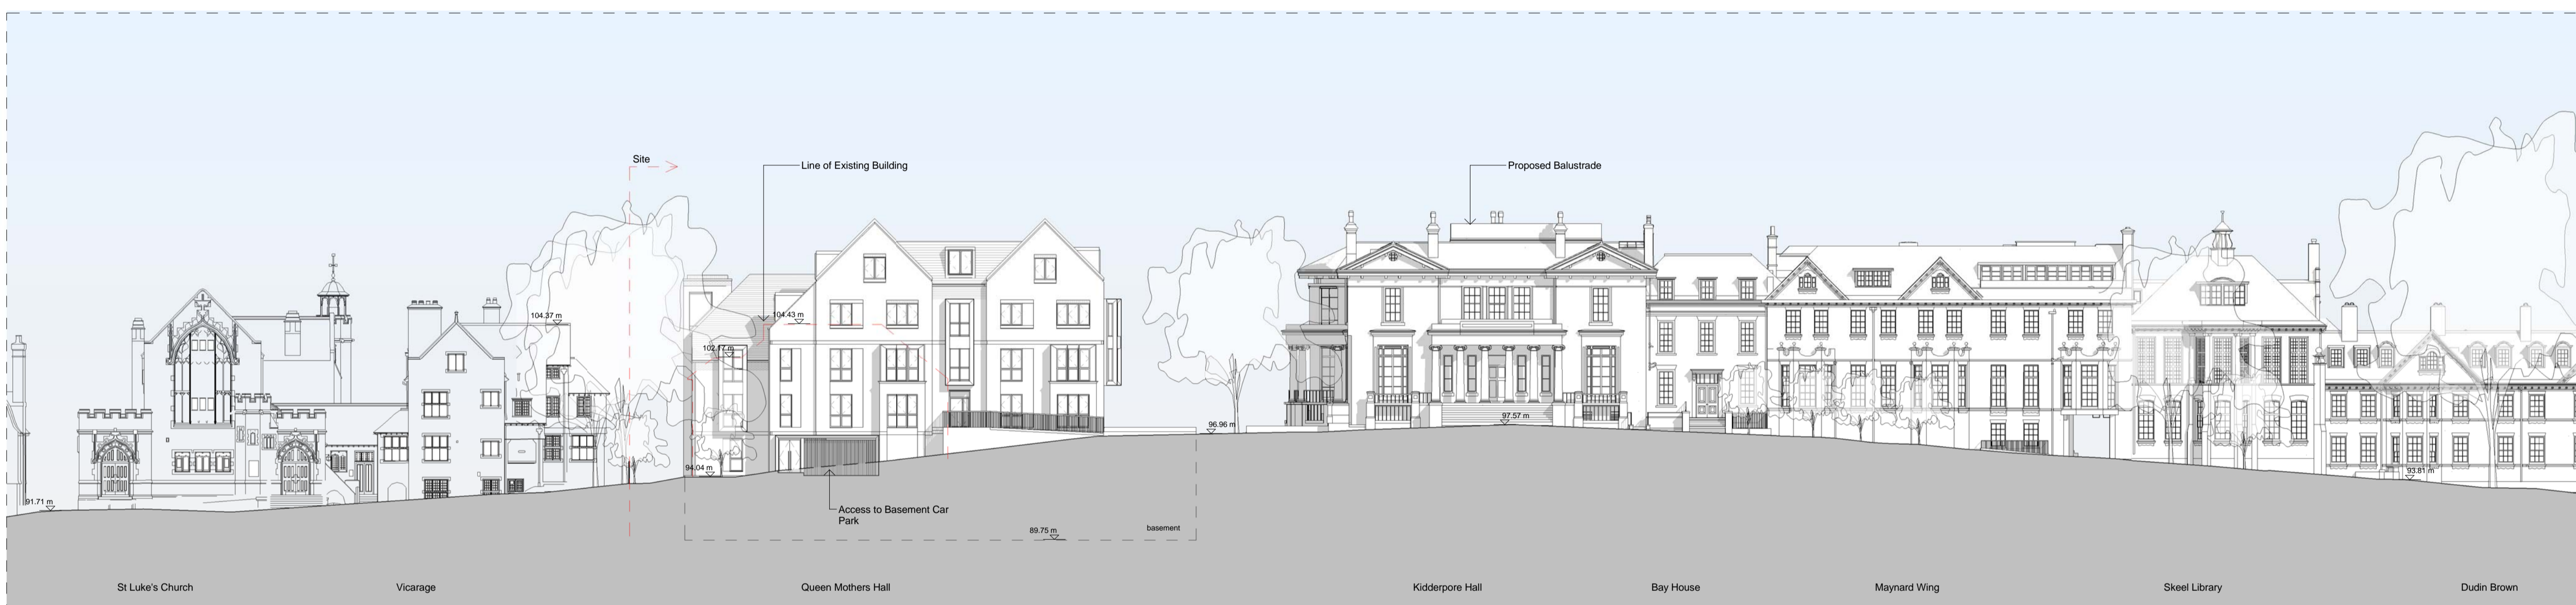 Site
Line of Existing Building
Proposed Balustrade
104.37 m
104.43 m
102.17 m
97.57 m
96.96 m
94.04 m
93.81 m
91.71 m
Access to Basement Car
Park
89.75 m
basement
St Luke's Church
Vicarage
Queen Mothers Hall
Kidderpore Hall
Bay House
Maynard Wing
Skeel Library
Dudin Brown